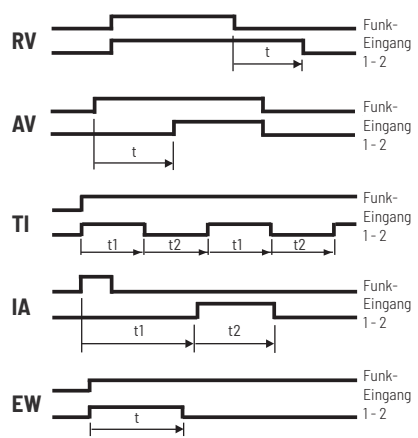 RV
Funk-
Eingang
1 - 2
t
AV
Funk-
Eingang
1 - 2
t
TI
Funk-
Eingang
1 - 2
t1 t2 t1 t2
IA
Funk-
Eingang
1 - 2
t1 t2
EW
Funk-
Eingang
1 - 2
t